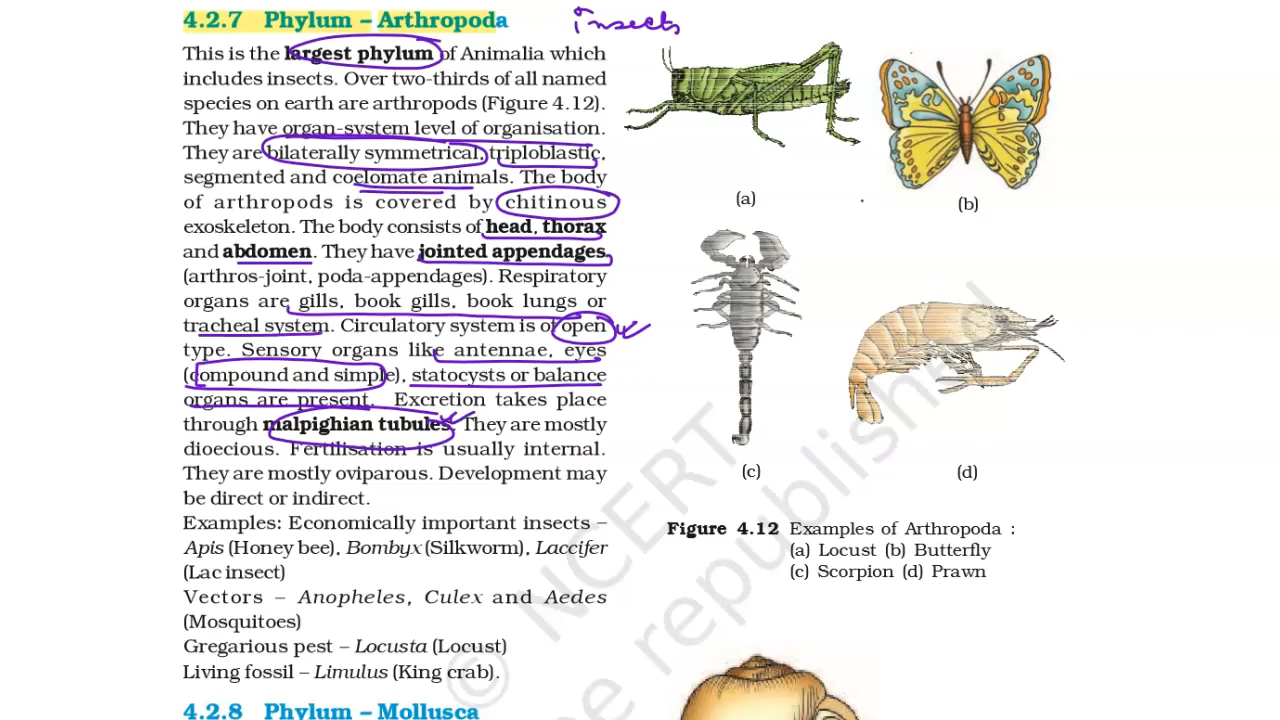 4.2.7 Phylum – Arthropoda
insects
This is the largest phylum of Animalia which
includes insects. Over two-thirds of all named
species on earth are arthropods (Figure 4.12).
They have organ-system level of organisation.
They are bilaterally symmetrical, triploblastic,
segmented and coelomate animals. The body
of arthropods is covered by chitinous
exoskeleton. The body consists of head, thorax
and abdomen. They have jointed appendages
(arthros-joint, poda-appendages). Respiratory
organs are gills, book gills, book lungs or
tracheal system. Circulatory system is of open
type. Sensory organs like antennae, eyes
(compound and simple), statocysts or balance
organs are present. Excretion takes place
through malpighian tubules. They are mostly
dioecious. Fertilisation is usually internal.
They are mostly oviparous. Development may
be direct or indirect.
Examples: Economically important insects –
Apis (Honey bee), Bombyx (Silkworm), Laccifer
(Lac insect)
Vectors – Anopheles, Culex and Aedes
(Mosquitoes)
Gregarious pest – Locusta (Locust)
Living fossil – Limulus (King crab).
4.2.8 Phylum – Mollusca
(a)
(b)
(c)
(d)
Figure 4.12 Examples of Arthropoda :
(a) Locust (b) Butterfly
(c) Scorpion (d) Prawn
© NCERT
be republished